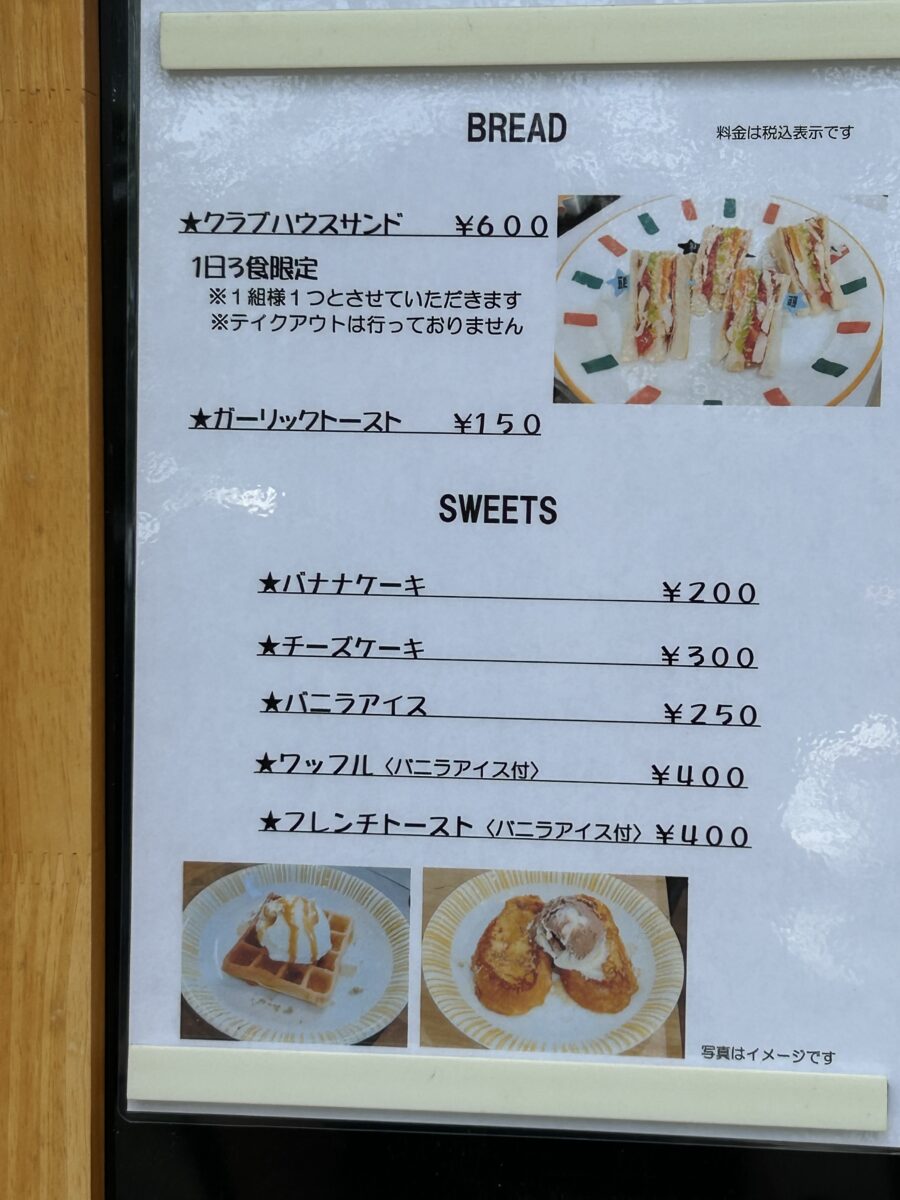 BREAD
料金は税込表示です
★クラブハウスサンド ¥600
1日3食限定
※1組様1つとさせていただきます
※テイクアウトは行っておりません
★ガーリックトースト ¥150
SWEETS
★バナナケーキ ¥200
★チーズケーキ ¥300
★バニラアイス ¥250
★ワッフル〈バニラアイス付〉 ¥400
★フレンチトースト〈バニラアイス付〉 ¥400
写真はイメージです